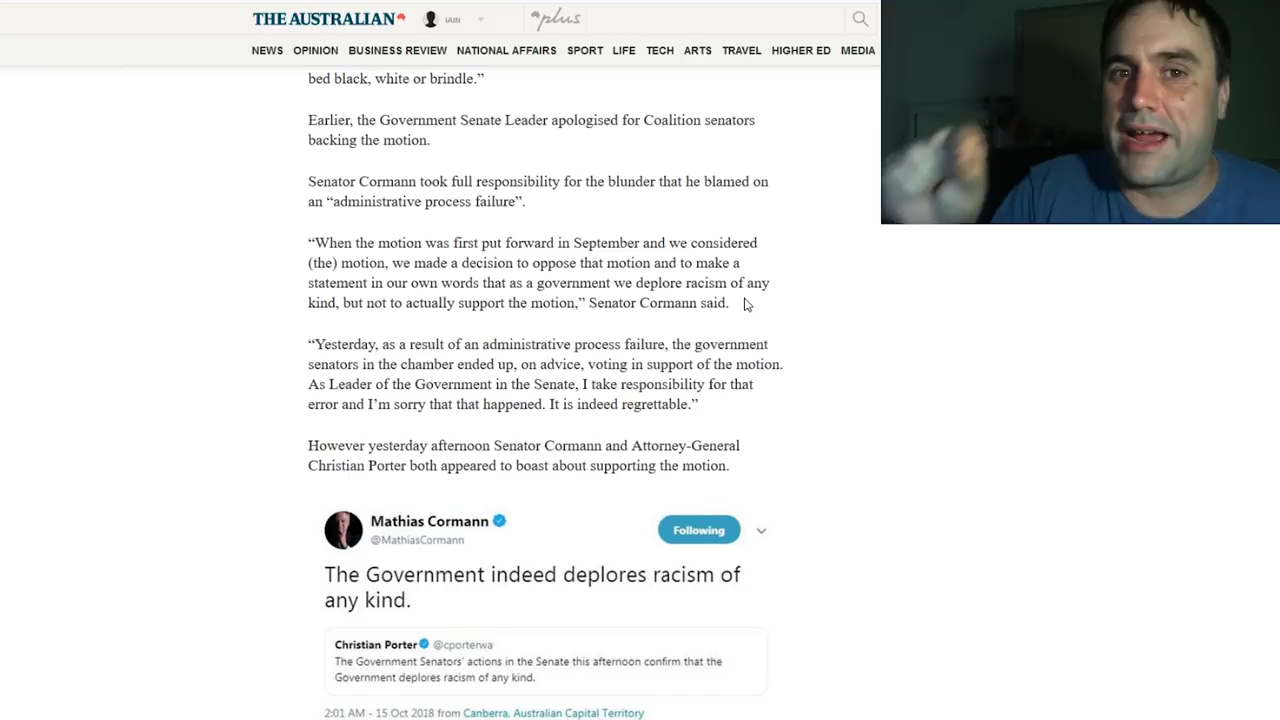 THE AUSTRALIAN
IAIN
plus
NEWS OPINION BUSINESS REVIEW NATIONAL AFFAIRS SPORT LIFE TECH ARTS TRAVEL HIGHER ED MEDIA
bed black, white or brindle.”
Earlier, the Government Senate Leader apologised for Coalition senators
backing the motion.
Senator Cormann took full responsibility for the blunder that he blamed on
an “administrative process failure”.
“When the motion was first put forward in September and we considered
(the) motion, we made a decision to oppose that motion and to make a
statement in our own words that as a government we deplore racism of any
kind, but not to actually support the motion,” Senator Cormann said.
“Yesterday, as a result of an administrative process failure, the government
senators in the chamber ended up, on advice, voting in support of the motion.
As Leader of the Government in the Senate, I take responsibility for that
error and I’m sorry that that happened. It is indeed regrettable.”
However yesterday afternoon Senator Cormann and Attorney-General
Christian Porter both appeared to boast about supporting the motion.
Mathias Cormann
@MathiasCormann
Following
The Government indeed deplores racism of
any kind.
Christian Porter @cporterwa
The Government Senators' actions in the Senate this afternoon confirm that the
Government deplores racism of any kind.
2:01 AM - 15 Oct 2018 from Canberra, Australian Capital Territory